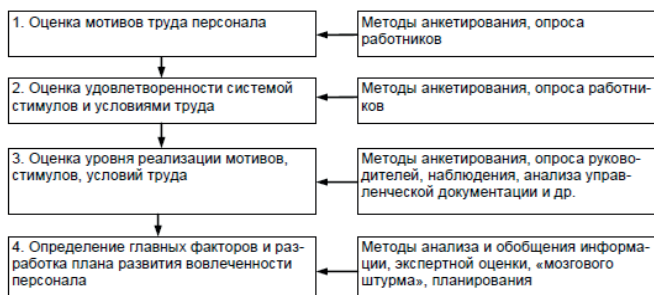 1. Оценка мотивов труда персонала
Методы анкетирования, опроса
работников
2. Оценка удовлетворенности системой
стимулов и условиями труда
Методы анкетирования, опроса работни-
ков
3. Оценка уровня реализации мотивов,
стимулов, условий труда
Методы анкетирования, опроса руково-
дителей, наблюдения, анализа управ-
ленческой документации и др.
4. Определение главных факторов и раз-
работка плана развития вовлеченности
персонала
Методы анализа и обобщения информа-
ции, экспертной оценки, «мозгового
штурма», планирования